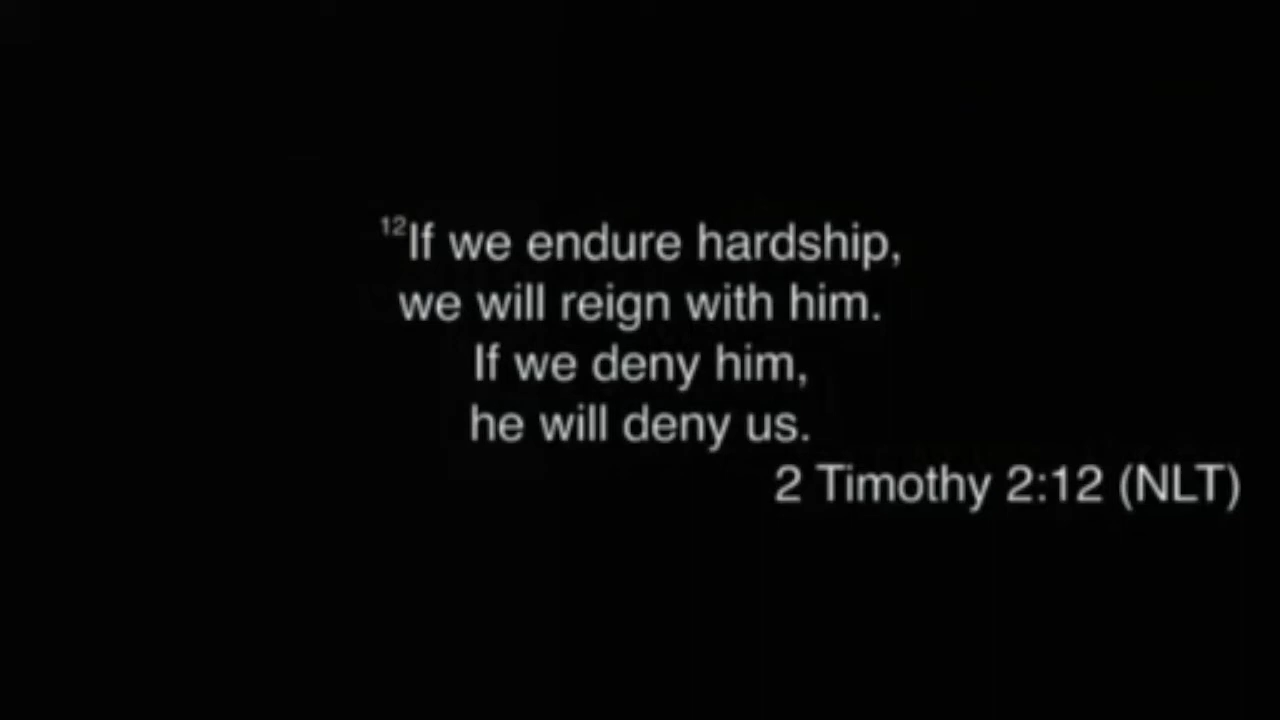 ¹²If we endure hardship,
we will reign with him.
If we deny him,
he will deny us.
2 Timothy 2:12 (NLT)